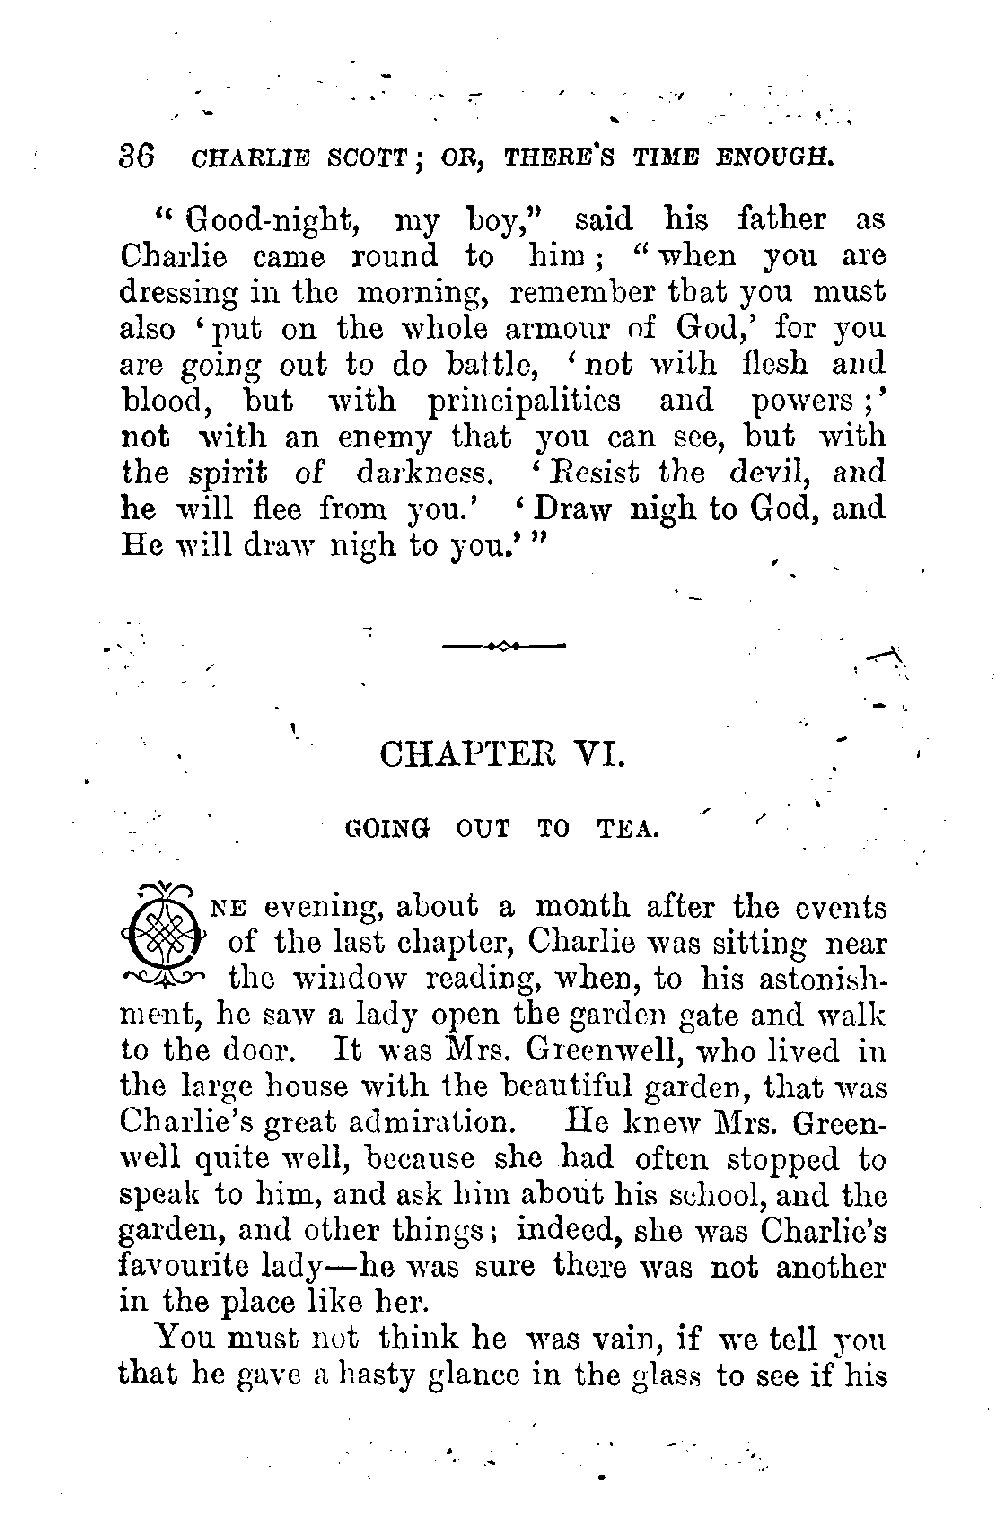 36 CHARLIE SCOTT; OR, THERE'S TIME ENOUGH.
"Good-night, my boy," said his father as
Charlie came round to him; "when you are
dressing in the morning, remember that you must
also 'put on the whole armour of God,' for you
are going out to do battle, 'not with flesh and
blood, but with principalities and powers;'
not with an enemy that you can see, but with
the spirit of darkness. 'Resist the devil, and
he will flee from you.' 'Draw nigh to God, and
He will draw nigh to you.'"
CHAPTER VI.
GOING OUT TO TEA.
ONE evening, about a month after the events
of the last chapter, Charlie was sitting near
the window reading, when, to his astonish-
ment, he saw a lady open the garden gate and walk
to the door. It was Mrs. Greenwell, who lived in
the large house with the beautiful garden, that was
Charlie's great admiration. He knew Mrs. Green-
well quite well, because she had often stopped to
speak to him, and ask him about his school, and the
garden, and other things; indeed, she was Charlie's
favourite lady—he was sure there was not another
in the place like her.
You must not think he was vain, if we tell you
that he gave a hasty glance in the glass to see if his